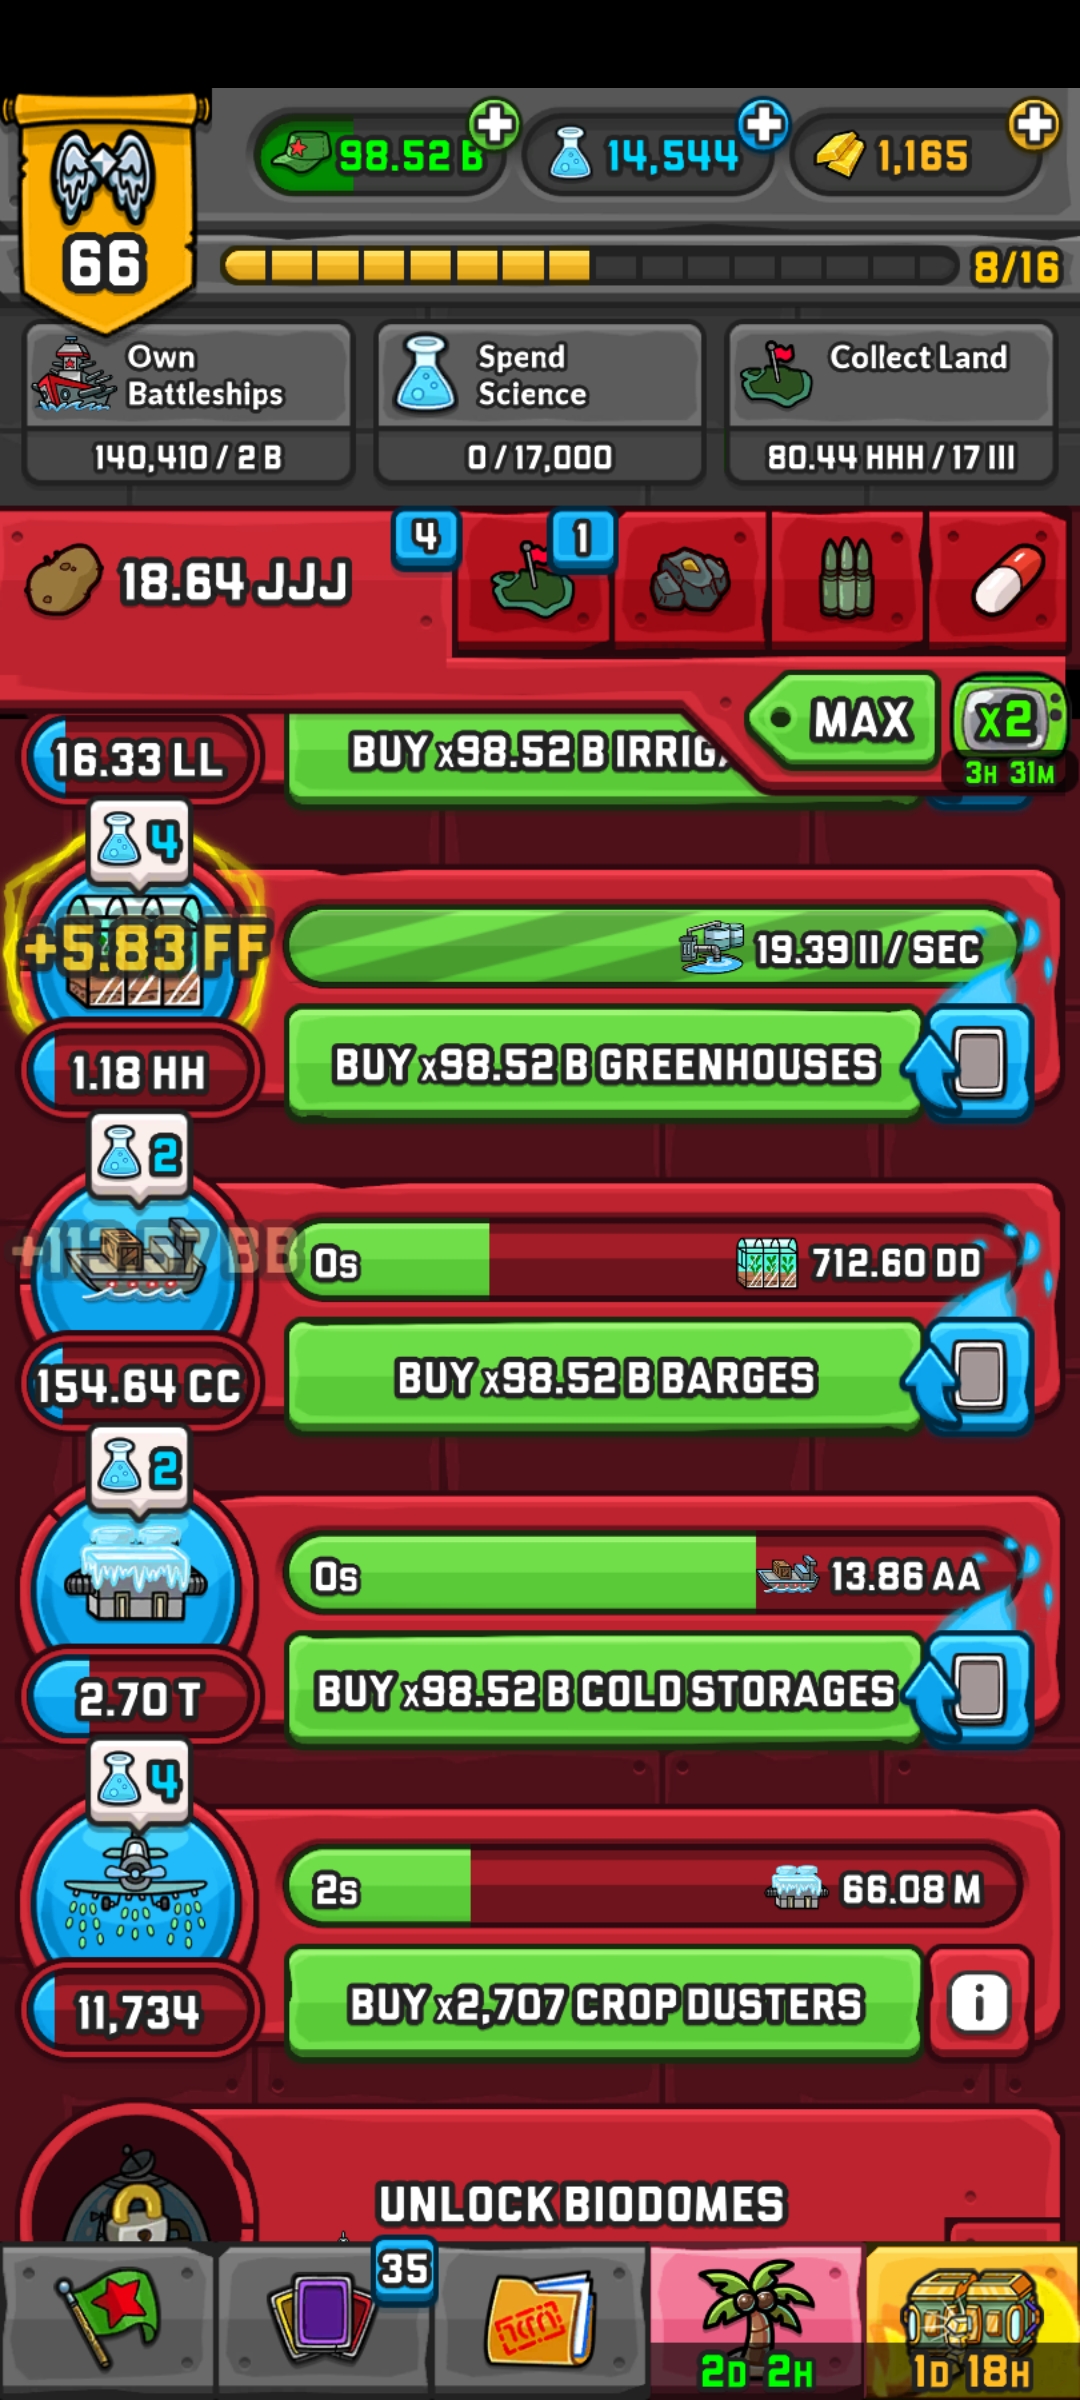 98.52 B
14,544
1,165
66
8/16
Own
Battleships
140,410 / 2 B
Spend
Science
0 / 17,000
Collect Land
80.44 HHH / 17 III
18.64 JJJ
4
1
MAX
x2
3H 31M
16.33 LL
BUY x98.52 B IRRIG
4
+5.83 FF
19.39 II / SEC
1.18 HH
BUY x98.52 B GREENHOUSES
2
0s
712.60 DD
154.64 CC
BUY x98.52 B BARGES
2
0s
13.86 AA
2.70 T
BUY x98.52 B COLD STORAGES
4
2s
66.08 M
11,734
BUY x2,707 CROP DUSTERS
i
UNLOCK BIODOMES
35
2D 2H
1D 18H